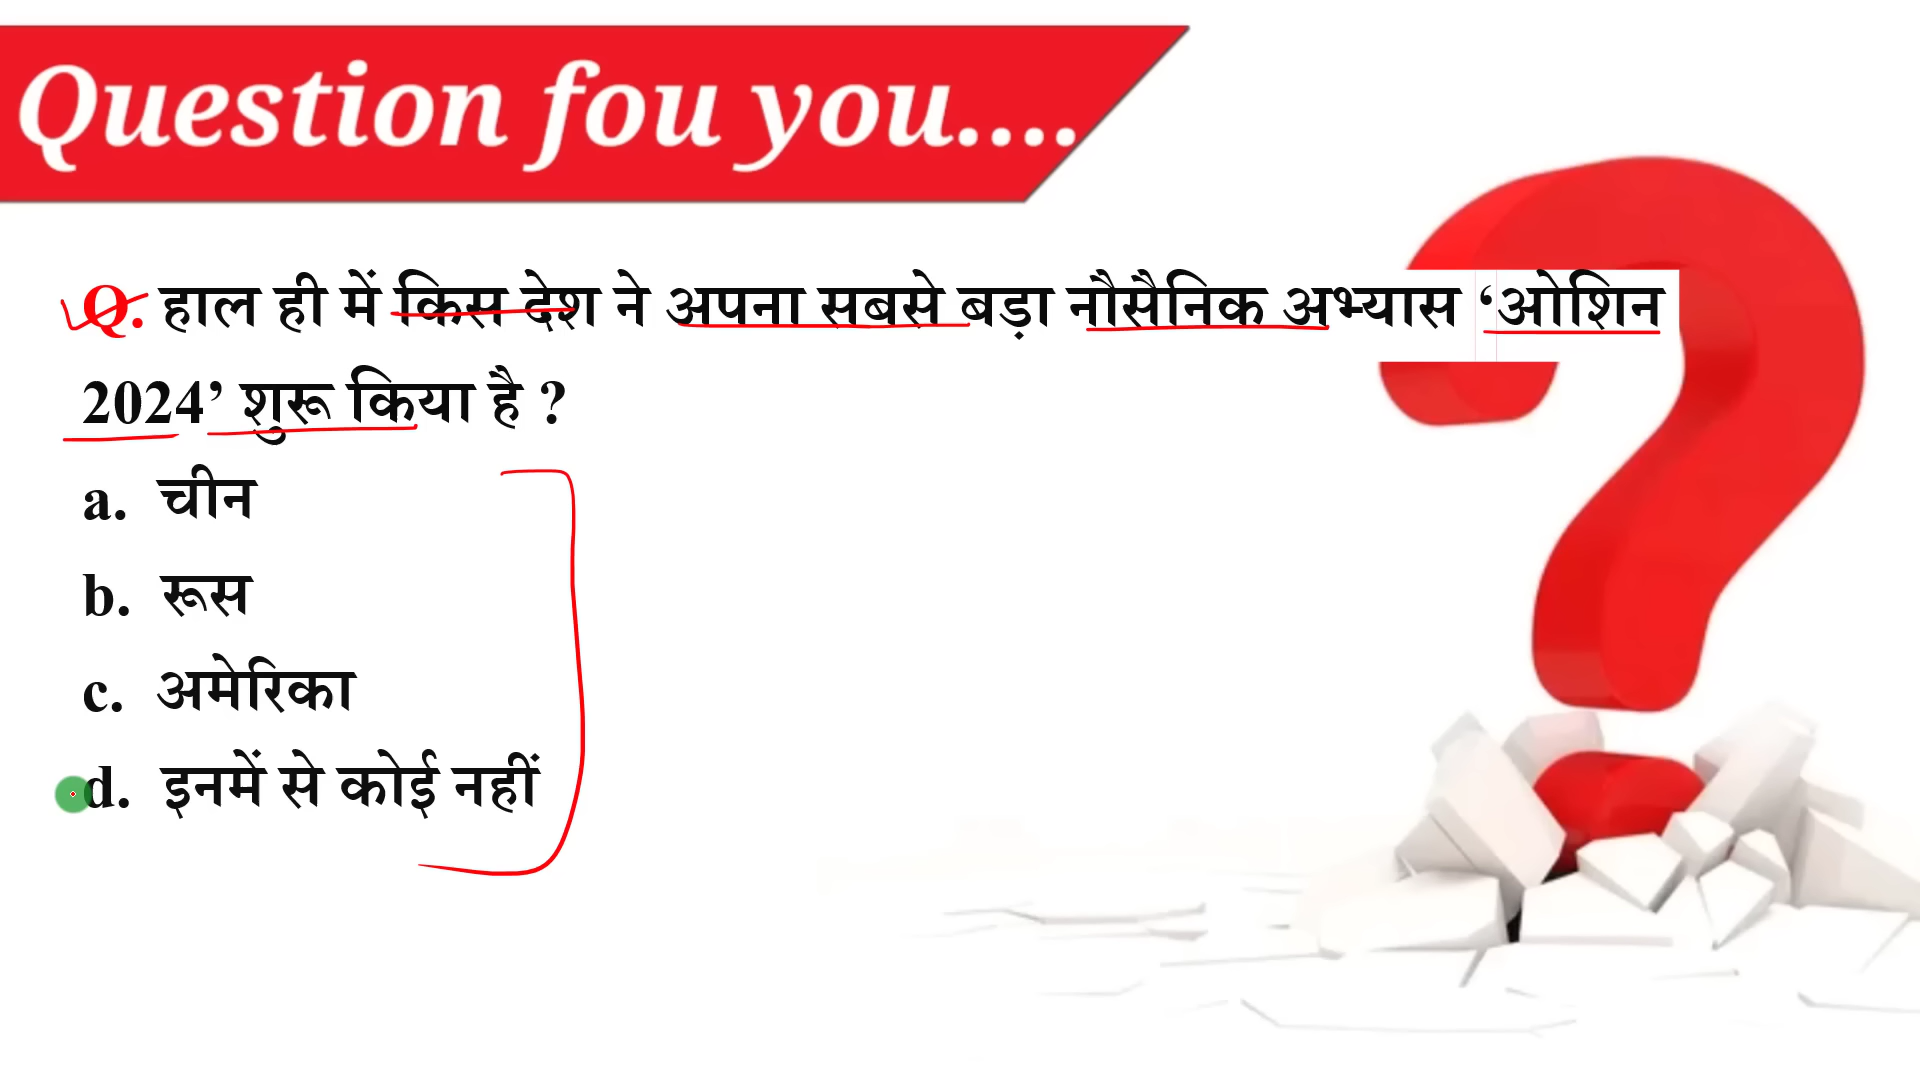 Question fou you....
Q. हाल ही में किस देश ने अपना सबसे बड़ा नौसैनिक अभ्यास ‘ओशिन
2024’ शुरू किया है ?
a. चीन
b. रूस
c. अमेरिका
d. इनमें से कोई नहीं